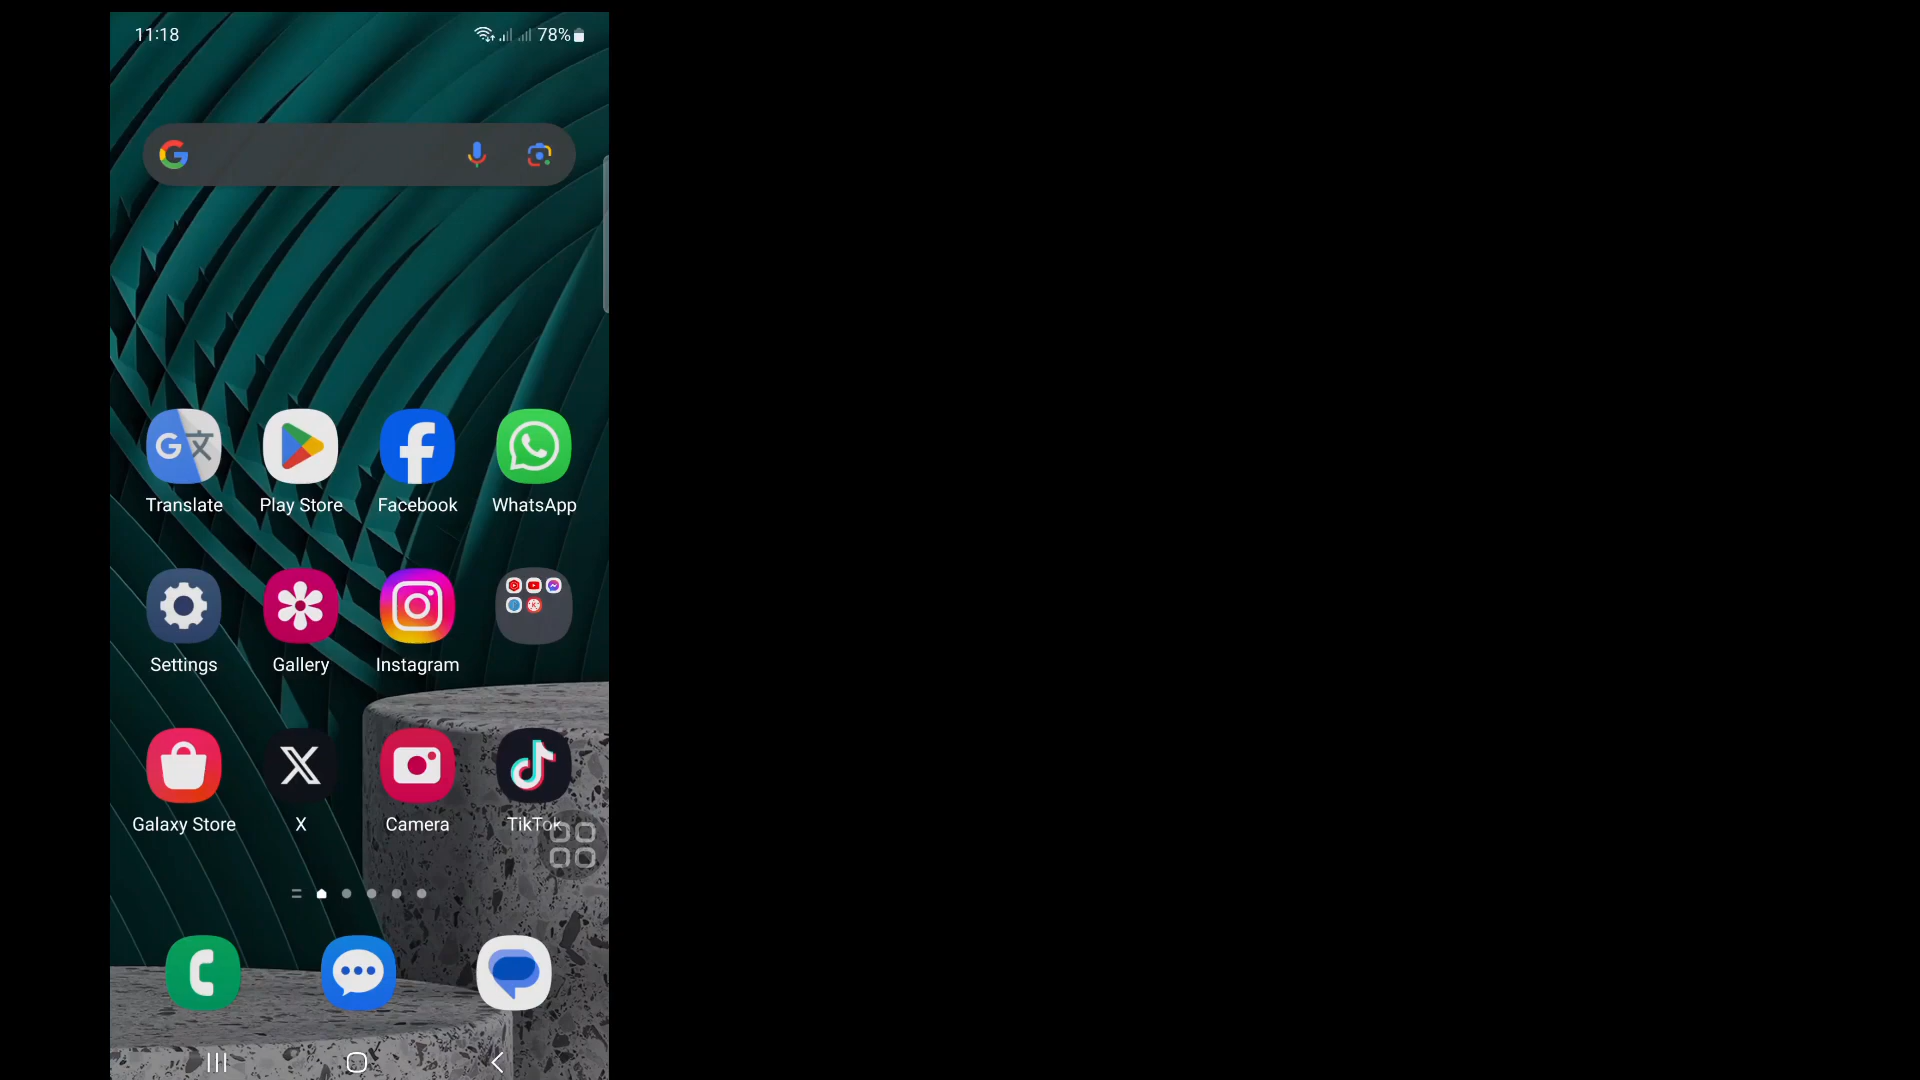 11:18 78%
Translate Play Store Facebook WhatsApp
Settings Gallery Instagram
Galaxy Store X Camera TikTok